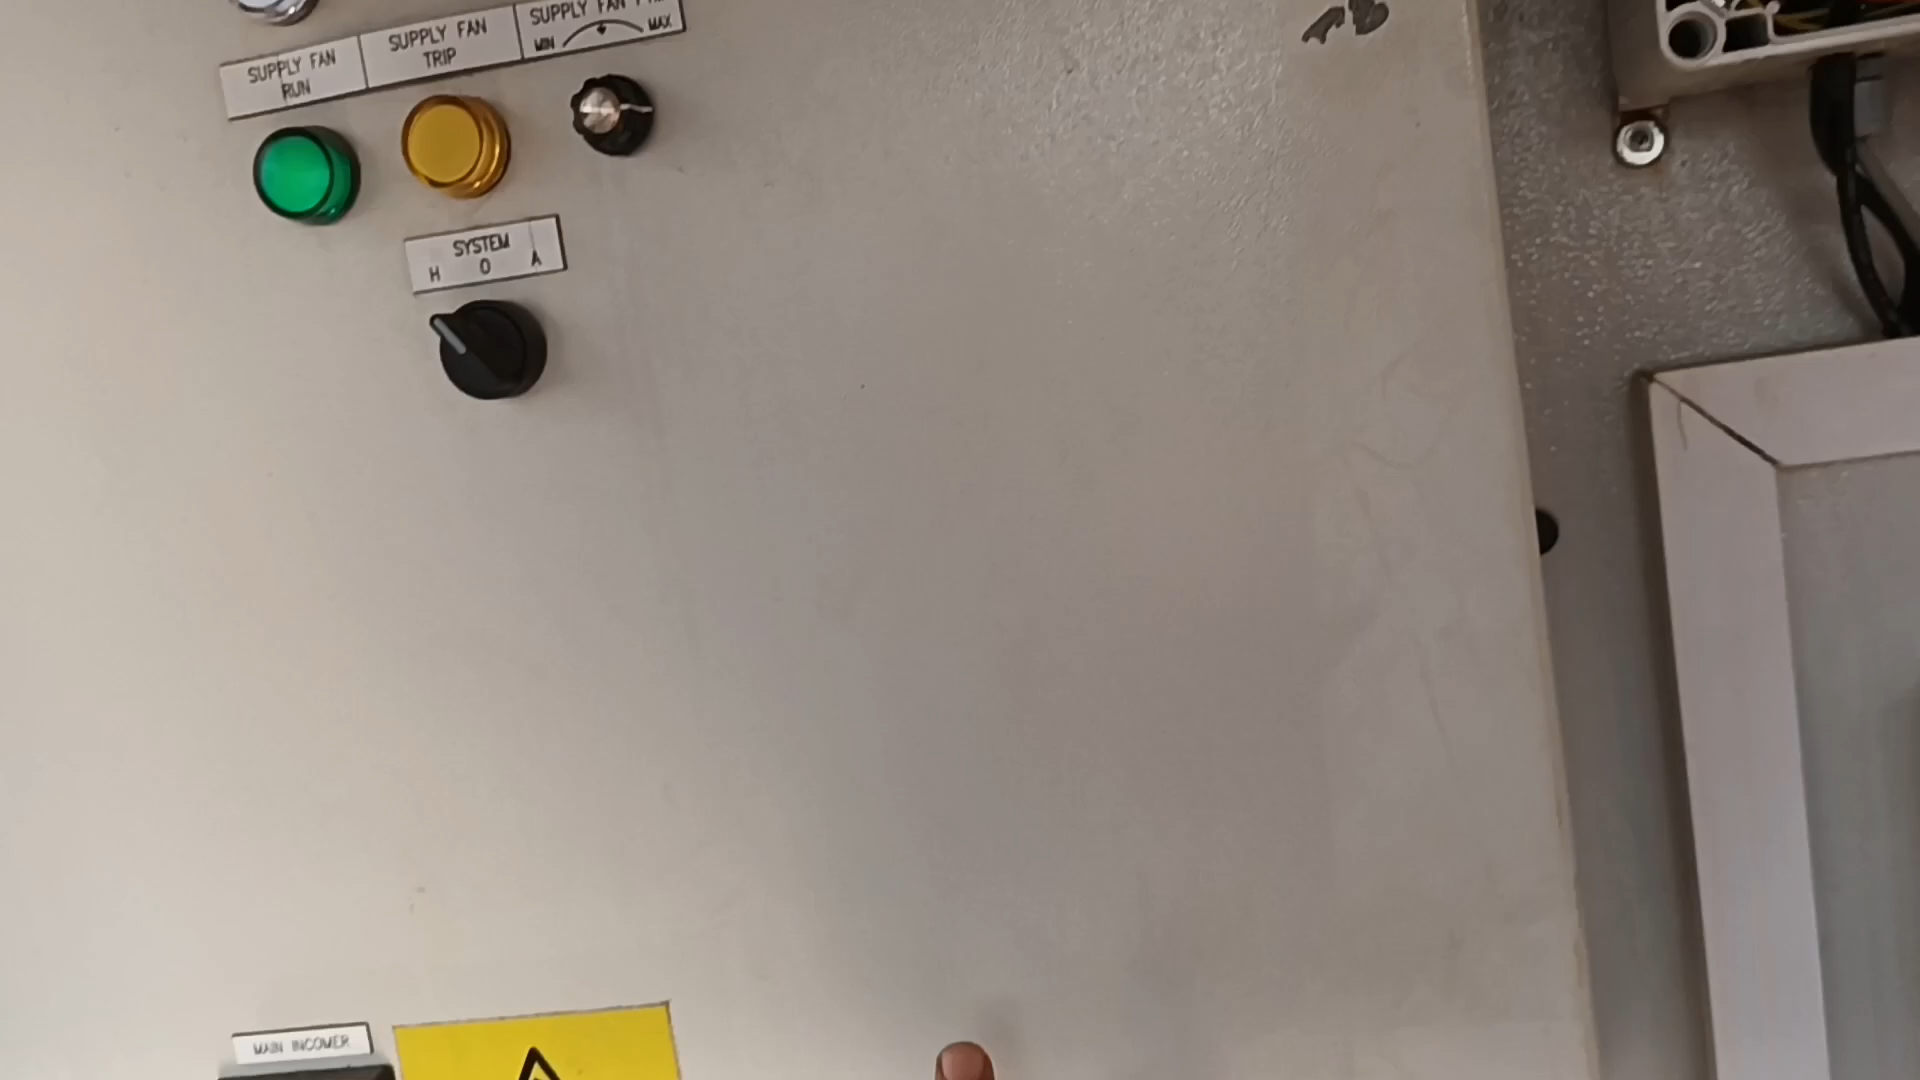 SUPPLY FAN
RUN
SUPPLY FAN
TRIP
SUPPLY FAN
MIN MAX
SYSTEM
H O A
MAIN INCOMER